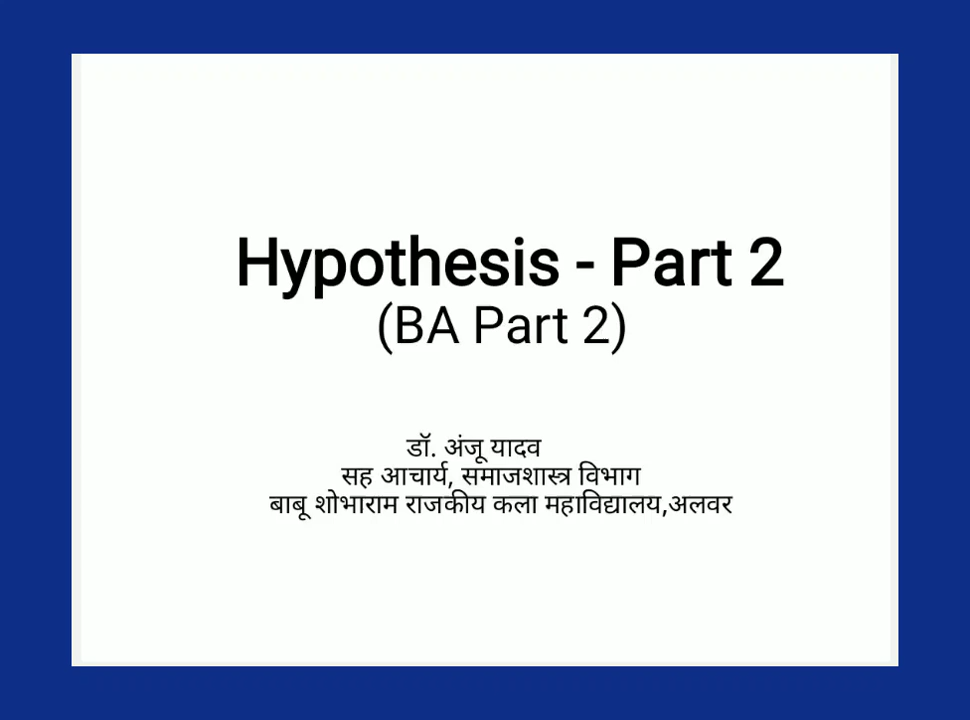 Hypothesis - Part 2
(BA Part 2)
डॉ. अंजू यादव
सह आचार्य, समाजशास्त्र विभाग
बाबू शोभाराम राजकीय कला महाविद्यालय,अलवर